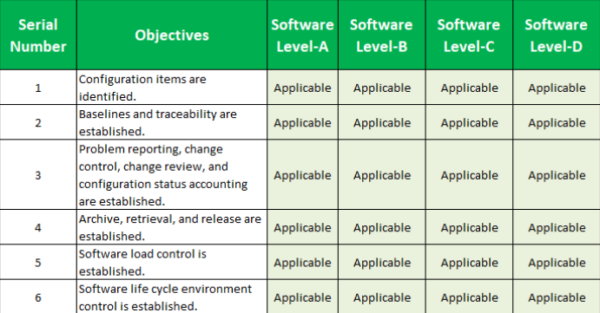 Serial Number Objectives Software Level-A Software Level-B Software Level-C Software Level-D
1 Configuration items are identified. Applicable Applicable Applicable Applicable
2 Baselines and traceability are established. Applicable Applicable Applicable Applicable
3 Problem reporting, change control, change review, and configuration status accounting are established. Applicable Applicable Applicable Applicable
4 Archive, retrieval, and release are established. Applicable Applicable Applicable Applicable
5 Software load control is established. Applicable Applicable Applicable Applicable
6 Software life cycle environment control is established. Applicable Applicable Applicable Applicable